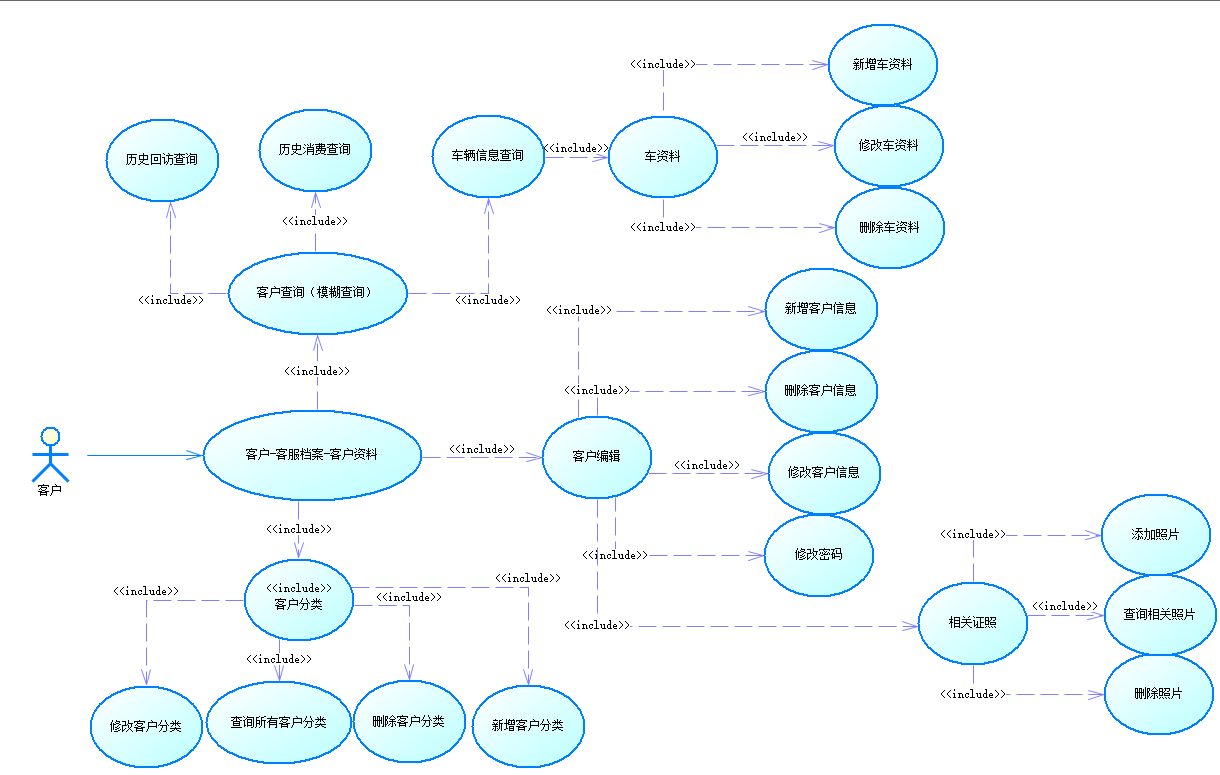 <<include>>
新增车资料
历史回访查询
历史消费查询
车辆信息查询
<<include>>
车资料
<<include>>
修改车资料
<<include>>
<<include>>
删除车资料
客户查询（模糊查询）
<<include>>
<<include>>
<<include>>
新增客户信息
<<include>>
<<include>>
删除客户信息
客户
客户-客服档案-客户资料
<<include>>
客户编辑
<<include>>
修改客户信息
<<include>>
<<include>>
修改密码
<<include>>
添加照片
<<include>>
客户分类
<<include>>
<<include>>
<<include>>
<<include>>
相关证照
<<include>>
查询相关照片
<<include>>
<<include>>
删除照片
修改客户分类
查询所有客户分类
删除客户分类
新增客户分类